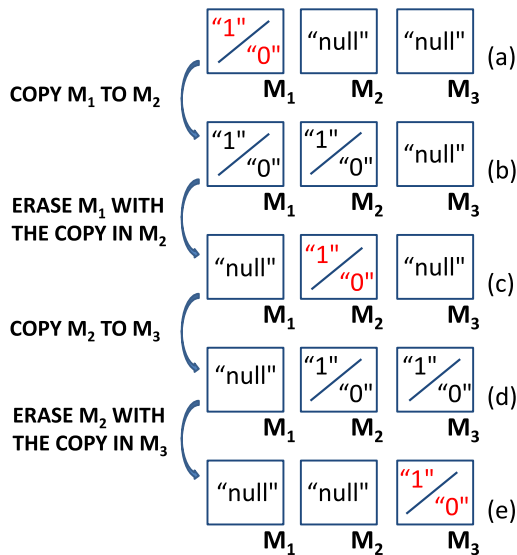 “1" “0" “null" “null" (a)
M₁ M₂ M₃
COPY M₁ TO M₂
“1" “0" “1" “0" “null" (b)
M₁ M₂ M₃
ERASE M₁ WITH
THE COPY IN M₂
“null" “1" “0" “null" (c)
M₁ M₂ M₃
COPY M₂ TO M₃
“null" “1" “0" “1" “0" (d)
M₁ M₂ M₃
ERASE M₂ WITH
THE COPY IN M₃
“null" “null" “1" “0" (e)
M₁ M₂ M₃